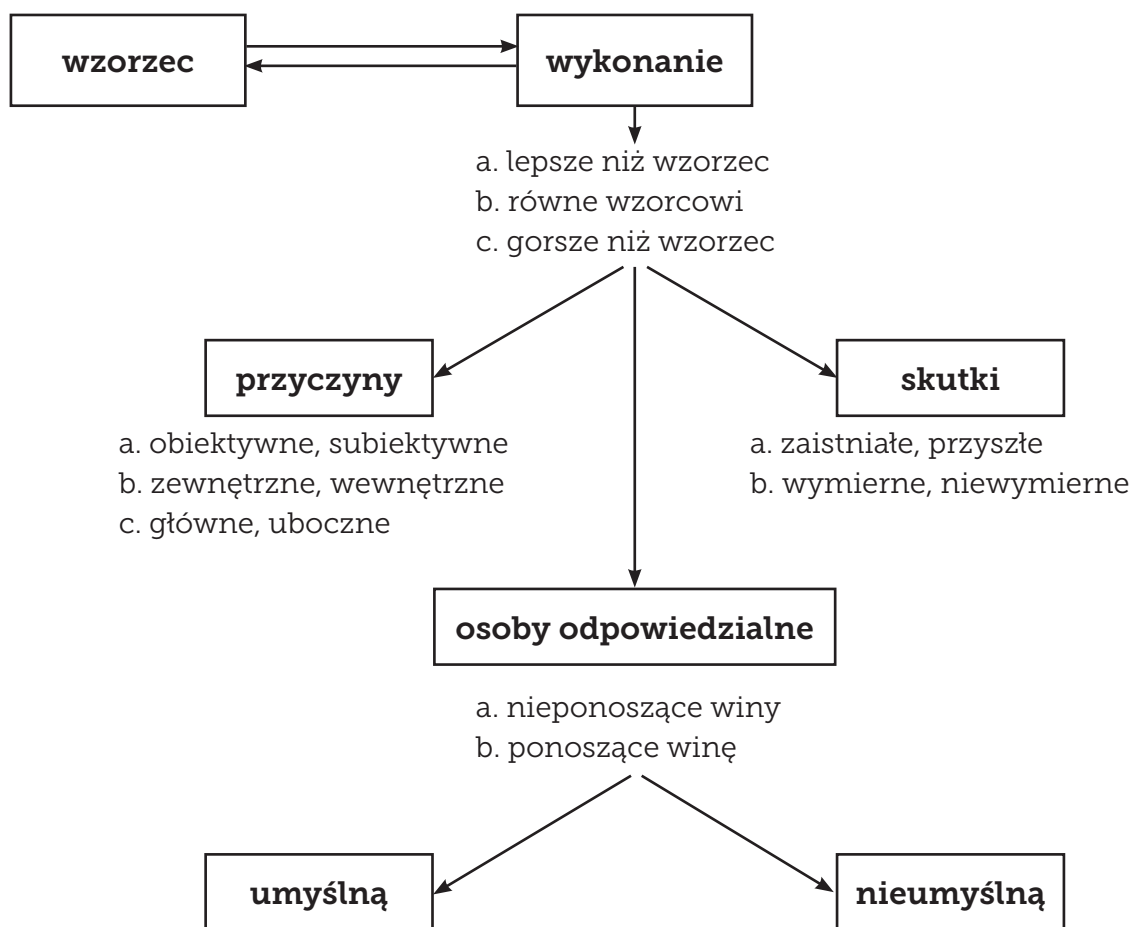 wzorzec
wykonanie
a. lepsze niż wzorzec
b. równe wzorcowi
c. gorsze niż wzorzec
przyczyny
a. obiektywne, subiektywne
b. zewnętrzne, wewnętrzne
c. główne, uboczne
skutki
a. zaistniałe, przyszłe
b. wymierne, niewymierne
osoby odpowiedzialne
a. nieponoszące winy
b. ponoszące winę
umyślną
nieumyślną